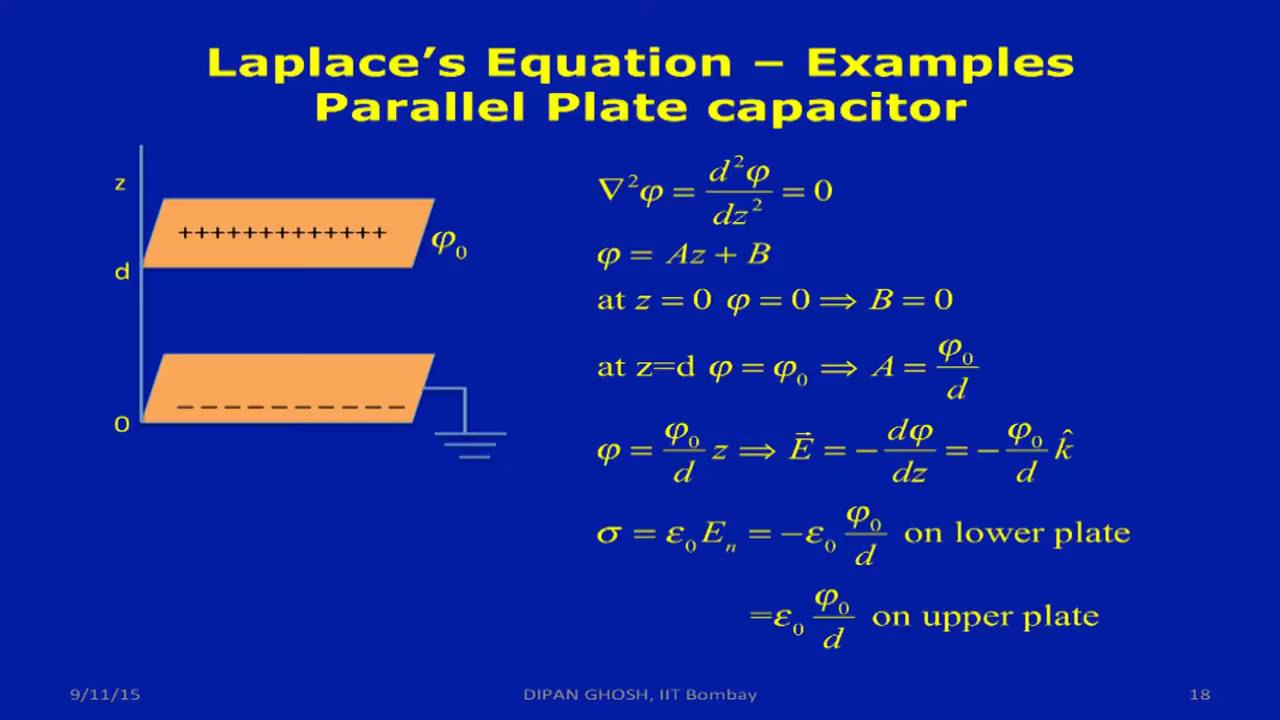 Laplace’s Equation – Examples
Parallel Plate capacitor
z
+++++++++++++
φ₀
d
_ _ _ _ _ _ _ _ _ _
0
∇²φ = d²φ/dz² = 0
φ = Az + B
at z = 0 φ = 0 ⟹ B = 0
at z=d φ = φ₀ ⟹ A = φ₀/d
φ = φ₀/d z ⟹ E⃗ = −dφ/dz = −φ₀/d k̂
σ = ε₀Eₙ = −ε₀ φ₀/d on lower plate
=ε₀ φ₀/d on upper plate
9/11/15
DIPAN GHOSH, IIT Bombay
18